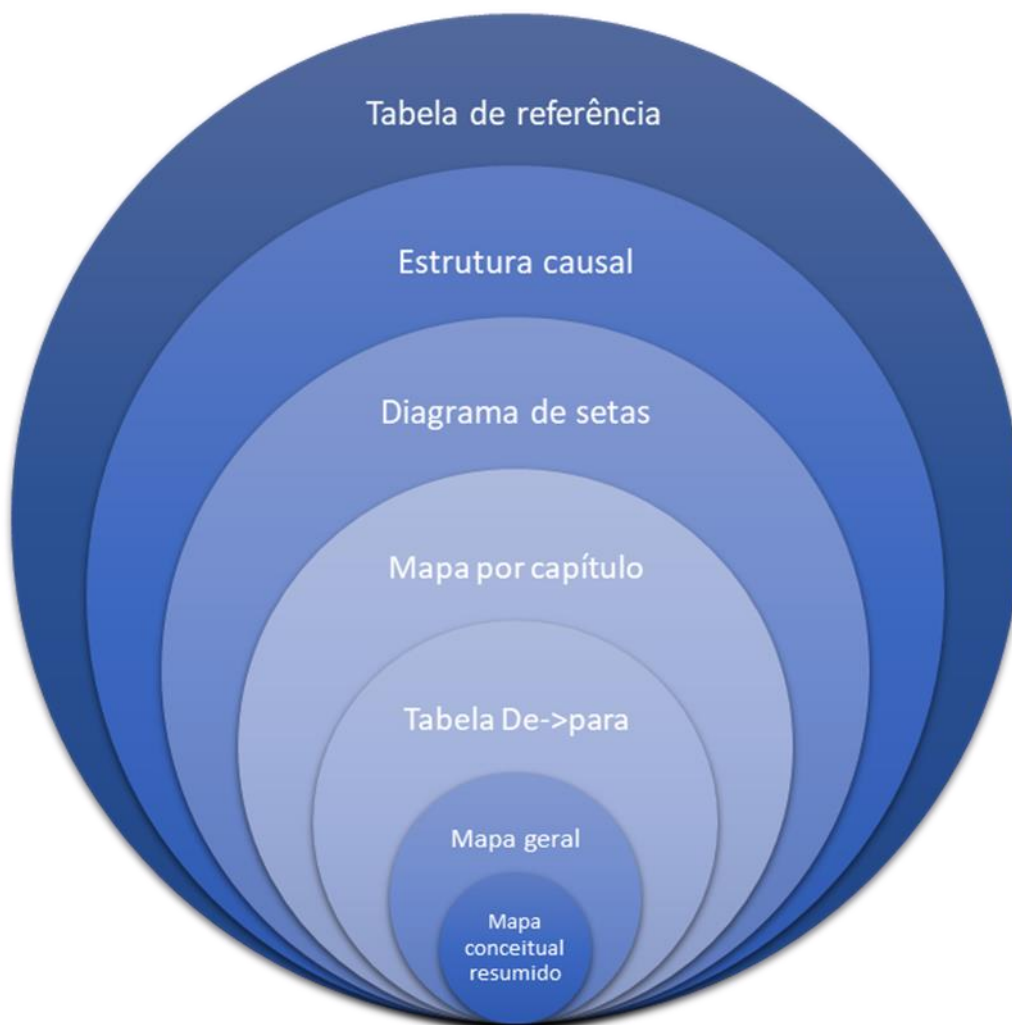 Tabela de referência
Estrutura causal
Diagrama de setas
Mapa por capítulo
Tabela De->para
Mapa geral
Mapa
conceitual
resumido